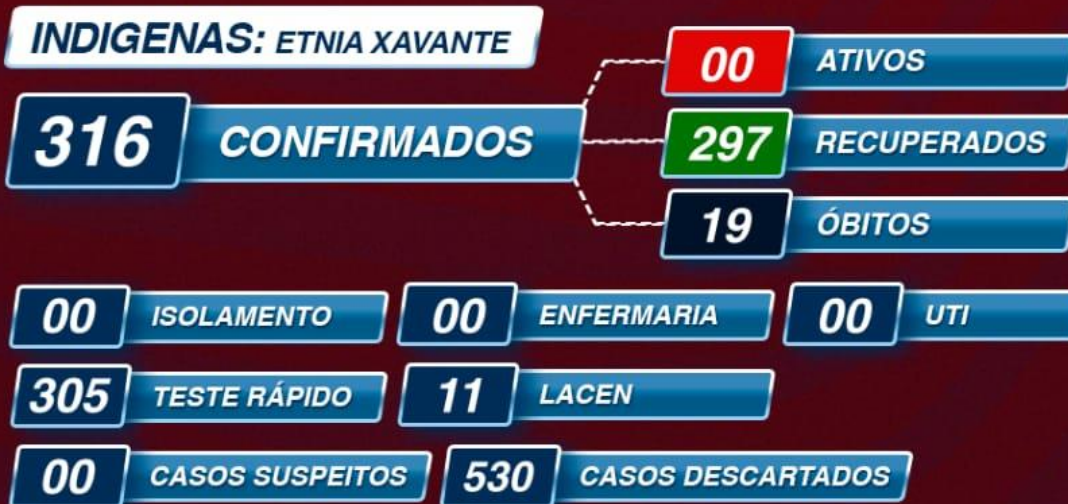 INDIGENAS: ETNIA XAVANTE
316 CONFIRMADOS
00 ATIVOS
297 RECUPERADOS
19 ÓBITOS
00 ISOLAMENTO 00 ENFERMARIA 00 UTI
305 TESTE RÁPIDO 11 LACEN
00 CASOS SUSPEITOS 530 CASOS DESCARTADOS